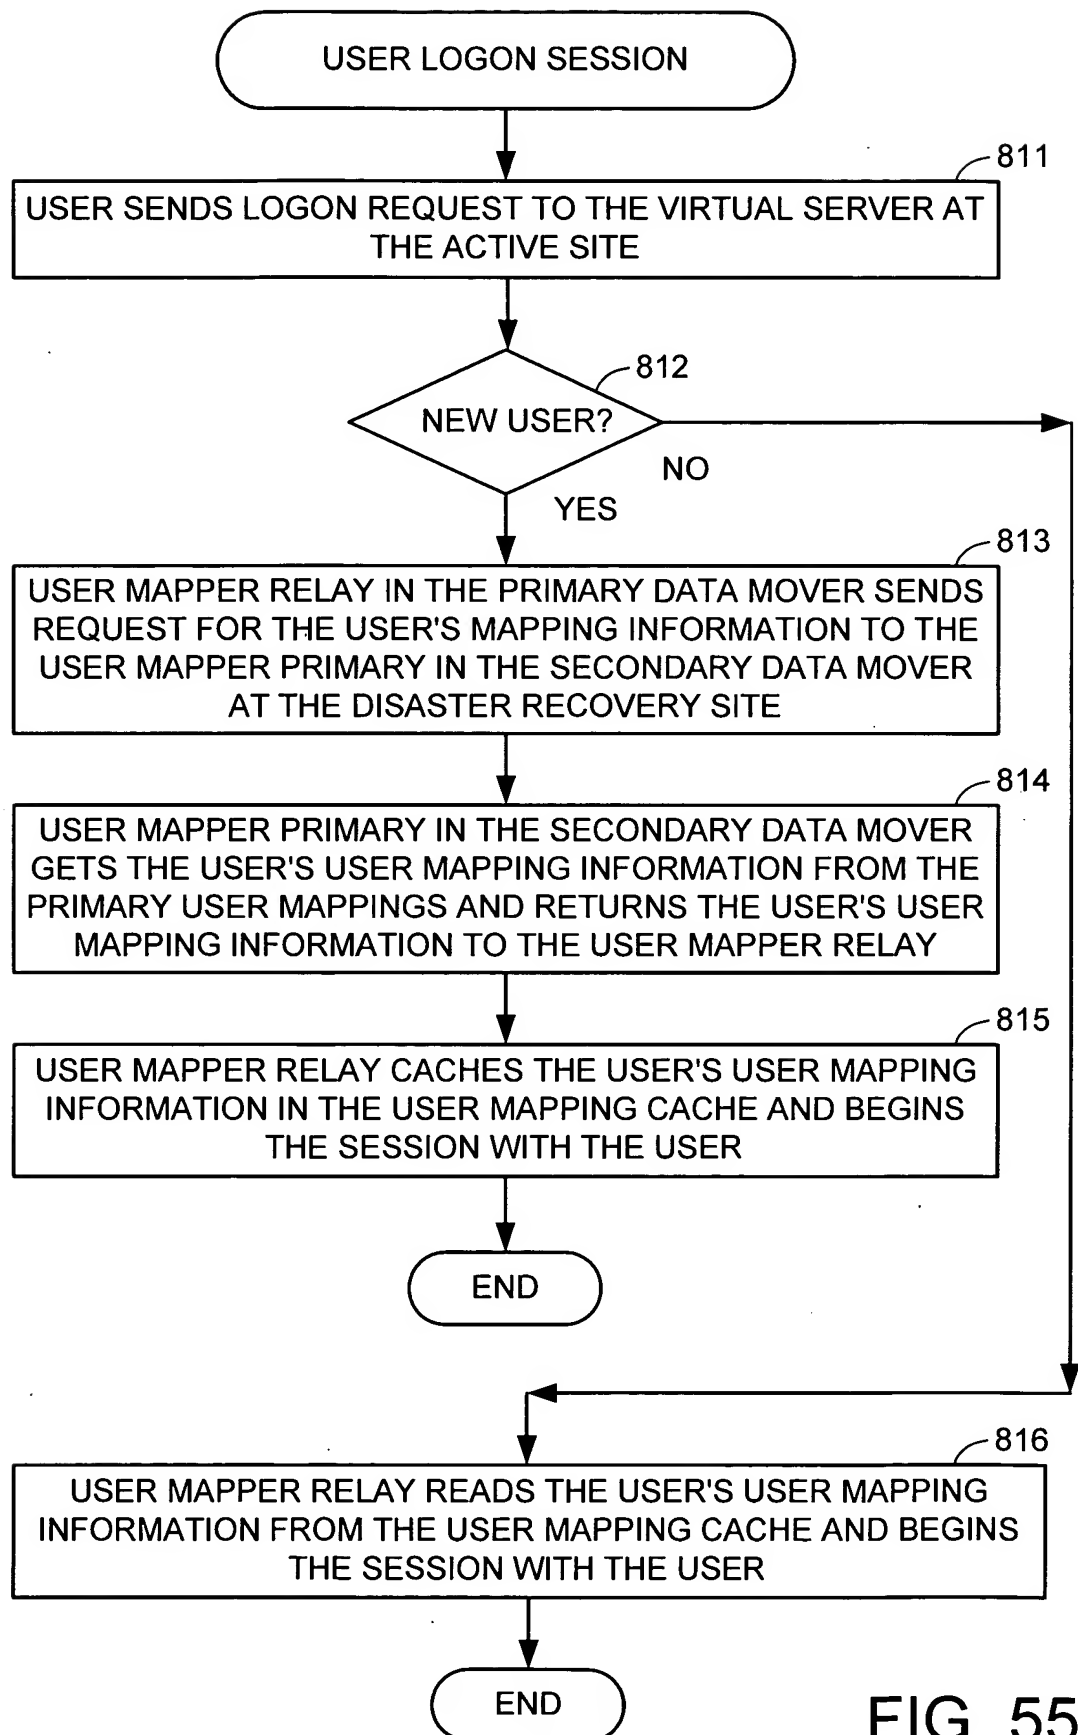 USER LOGON SESSION
811
USER SENDS LOGON REQUEST TO THE VIRTUAL SERVER AT
THE ACTIVE SITE
812
NEW USER?
NO
YES
813
USER MAPPER RELAY IN THE PRIMARY DATA MOVER SENDS
REQUEST FOR THE USER'S MAPPING INFORMATION TO THE
USER MAPPER PRIMARY IN THE SECONDARY DATA MOVER
AT THE DISASTER RECOVERY SITE
814
USER MAPPER PRIMARY IN THE SECONDARY DATA MOVER
GETS THE USER'S USER MAPPING INFORMATION FROM THE
PRIMARY USER MAPPINGS AND RETURNS THE USER'S USER
MAPPING INFORMATION TO THE USER MAPPER RELAY
815
USER MAPPER RELAY CACHES THE USER'S USER MAPPING
INFORMATION IN THE USER MAPPING CACHE AND BEGINS
THE SESSION WITH THE USER
END
816
USER MAPPER RELAY READS THE USER'S USER MAPPING
INFORMATION FROM THE USER MAPPING CACHE AND BEGINS
THE SESSION WITH THE USER
END
FIG. 55